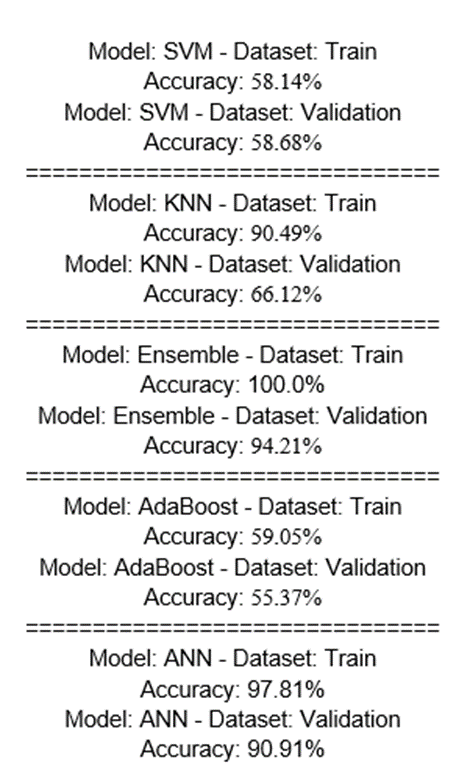 Model: SVM - Dataset: Train
Accuracy: 58.14%
Model: SVM - Dataset: Validation
Accuracy: 58.68%
===============================
Model: KNN - Dataset: Train
Accuracy: 90.49%
Model: KNN - Dataset: Validation
Accuracy: 66.12%
===============================
Model: Ensemble - Dataset: Train
Accuracy: 100.0%
Model: Ensemble - Dataset: Validation
Accuracy: 94.21%
===============================
Model: AdaBoost - Dataset: Train
Accuracy: 59.05%
Model: AdaBoost - Dataset: Validation
Accuracy: 55.37%
===============================
Model: ANN - Dataset: Train
Accuracy: 97.81%
Model: ANN - Dataset: Validation
Accuracy: 90.91%